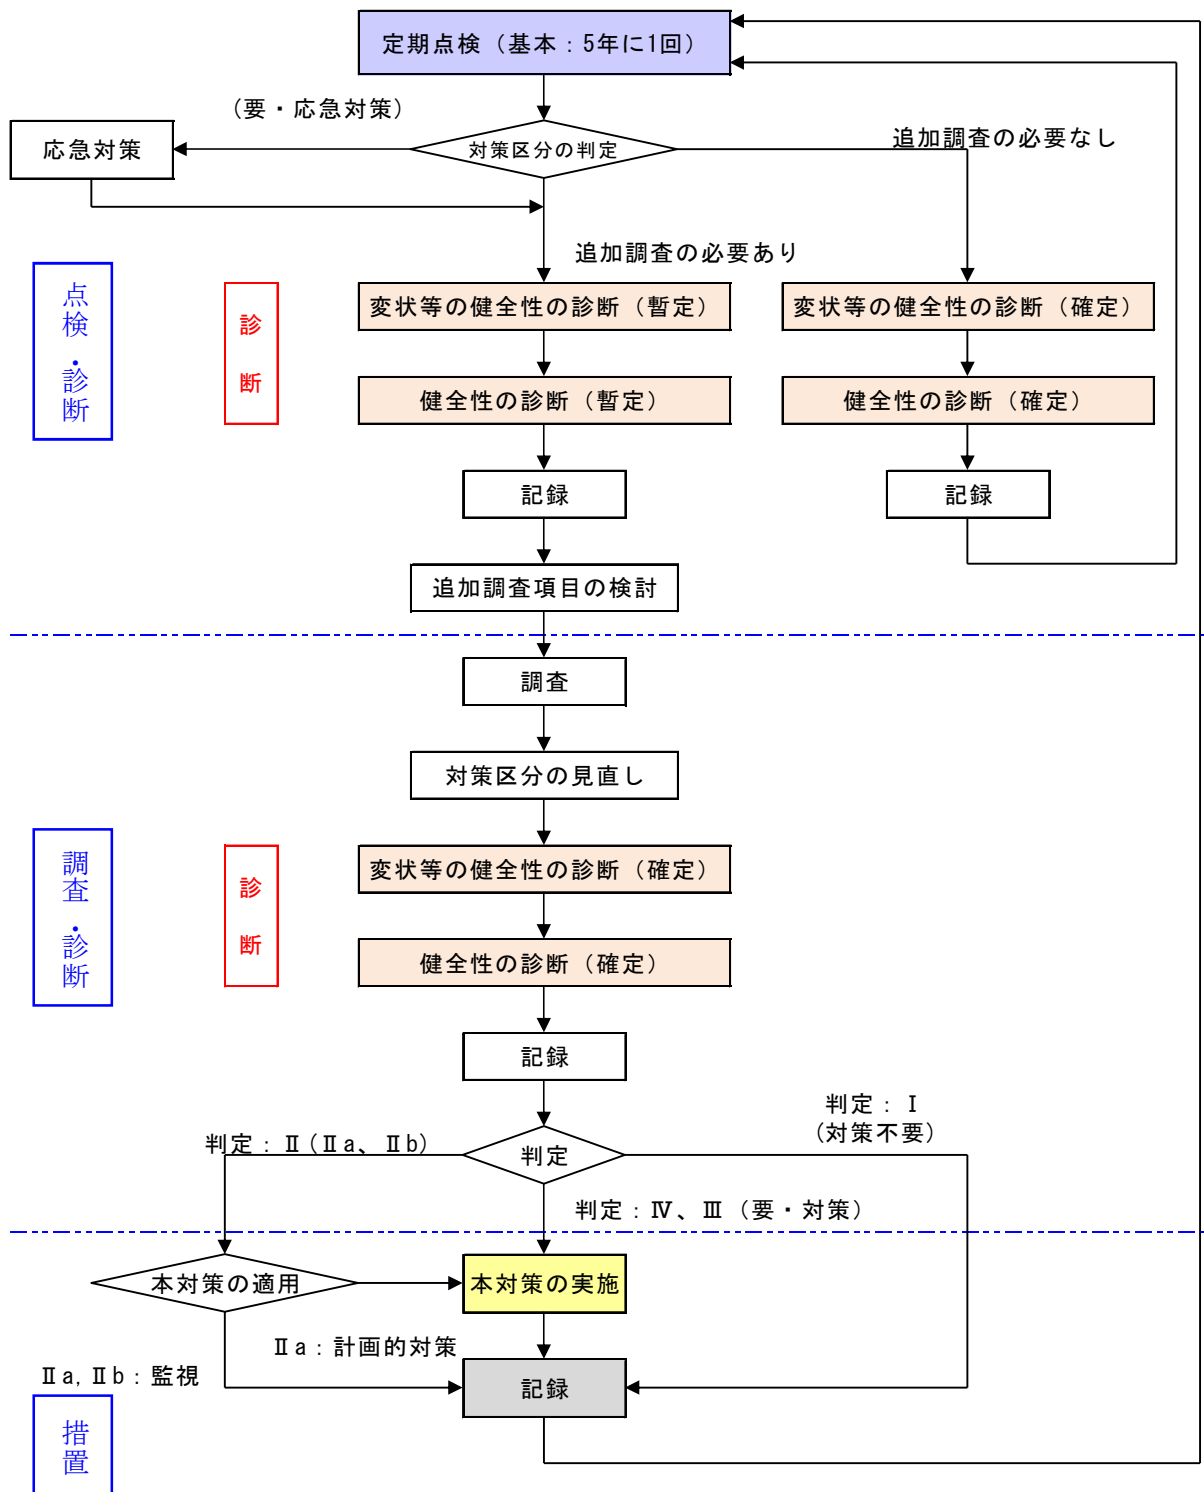 定期点検（基本：5年に1回）
（要・応急対策）
応急対策
対策区分の判定
追加調査の必要なし
追加調査の必要あり
点検・診断
診断
変状等の健全性の診断（暫定）
変状等の健全性の診断（確定）
健全性の診断（暫定）
健全性の診断（確定）
記録
記録
追加調査項目の検討
調査
対策区分の見直し
調査・診断
診断
変状等の健全性の診断（確定）
健全性の診断（確定）
記録
判定：Ⅰ
（対策不要）
判定：Ⅱ（Ⅱa、Ⅱb）
判定
判定：Ⅳ、Ⅲ（要・対策）
本対策の適用
本対策の実施
Ⅱa：計画的対策
Ⅱa,Ⅱb：監視
記録
措置